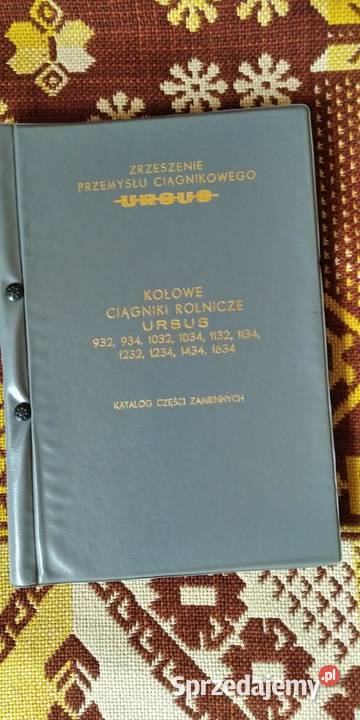 ZRZESZENIE
PRZEMYSŁU CIĄGNIKOWEGO
URSUS
KOŁOWE
CIĄGNIKI ROLNICZE
URSUS
932, 934, 1032, 1034, 1132, 1134,
1232, 1234, 1434, 1634
KATALOG CZĘŚCI ZAMIENNYCH
Sprzedajemy.pl